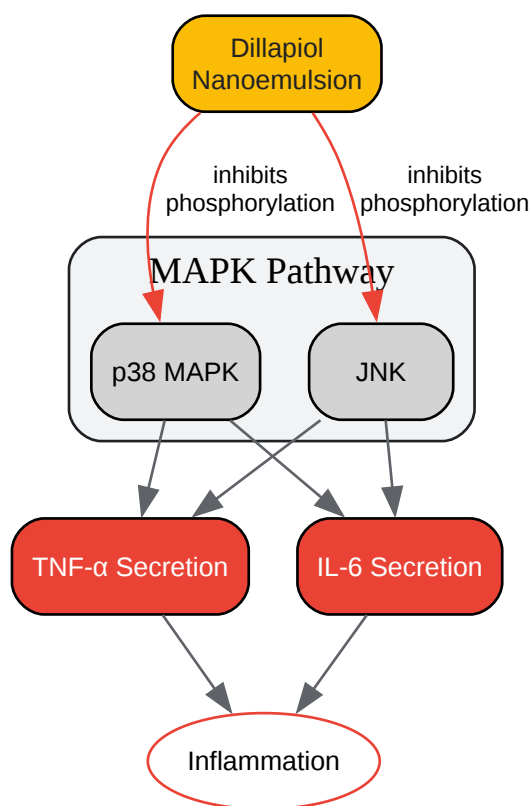 Dillapiol
Nanoemulsion
inhibits
phosphorylation
inhibits
phosphorylation
MAPK Pathway
p38 MAPK
JNK
TNF-α Secretion
IL-6 Secretion
Inflammation